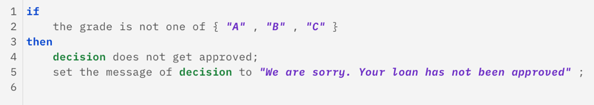 1 if
2 the grade is not one of { "A" , "B" , "C" }
3 then
4 decision does not get approved;
5 set the message of decision to "We are sorry. Your loan has not been approved" ;
6